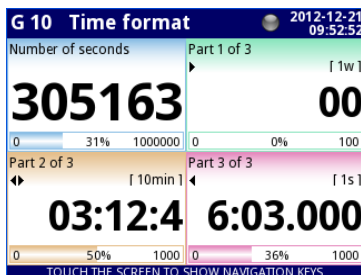 G 10 Time format
2012-12-21
09:52:52
Number of seconds
305163
0 31% 1000000
Part 1 of 3
[ 1w ]
00
0 0% 100
Part 2 of 3
[ 10min ]
03:12:4
0 50% 1000
Part 3 of 3
[ 1s ]
6:03.000
0 36% 1000
TOUCH THE SCREEN TO SHOW NAVIGATION KEYS